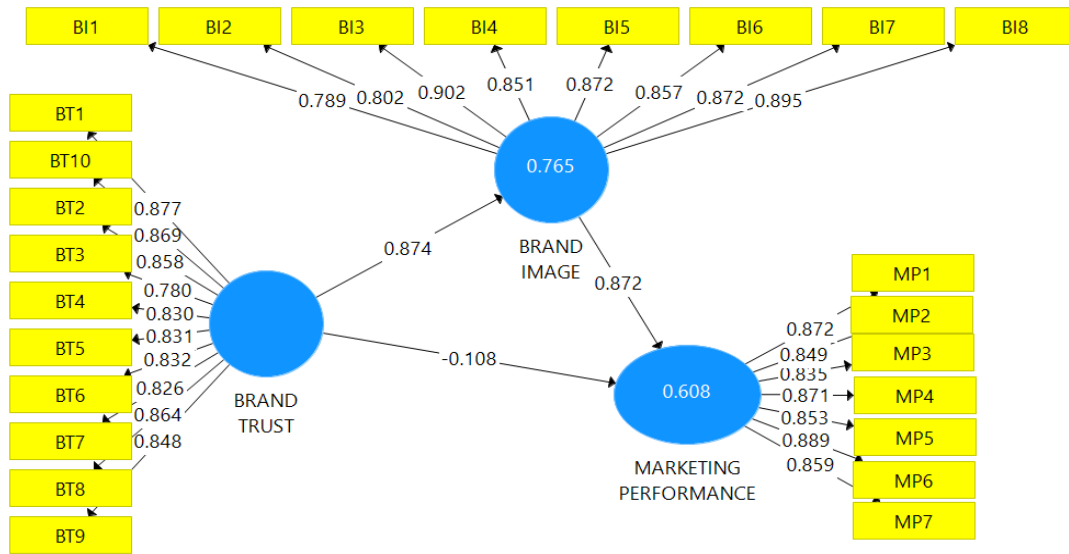 BI1 BI2 BI3 BI4 BI5 BI6 BI7 BI8
0.789 0.802 0.902 0.851 0.872 0.857 0.872 0.895
BT1
BT10
BT2
BT3
BT4
BT5
BT6
BT7
BT8
BT9
0.877
0.869
0.858
0.780
0.830
0.831
0.832
0.826
0.864
0.848
BRAND
TRUST
0.874
-0.108
0.765
BRAND
IMAGE
0.872
0.608
MARKETING
PERFORMANCE
0.872
0.849
0.835
0.871
0.853
0.889
0.859
MP1
MP2
MP3
MP4
MP5
MP6
MP7